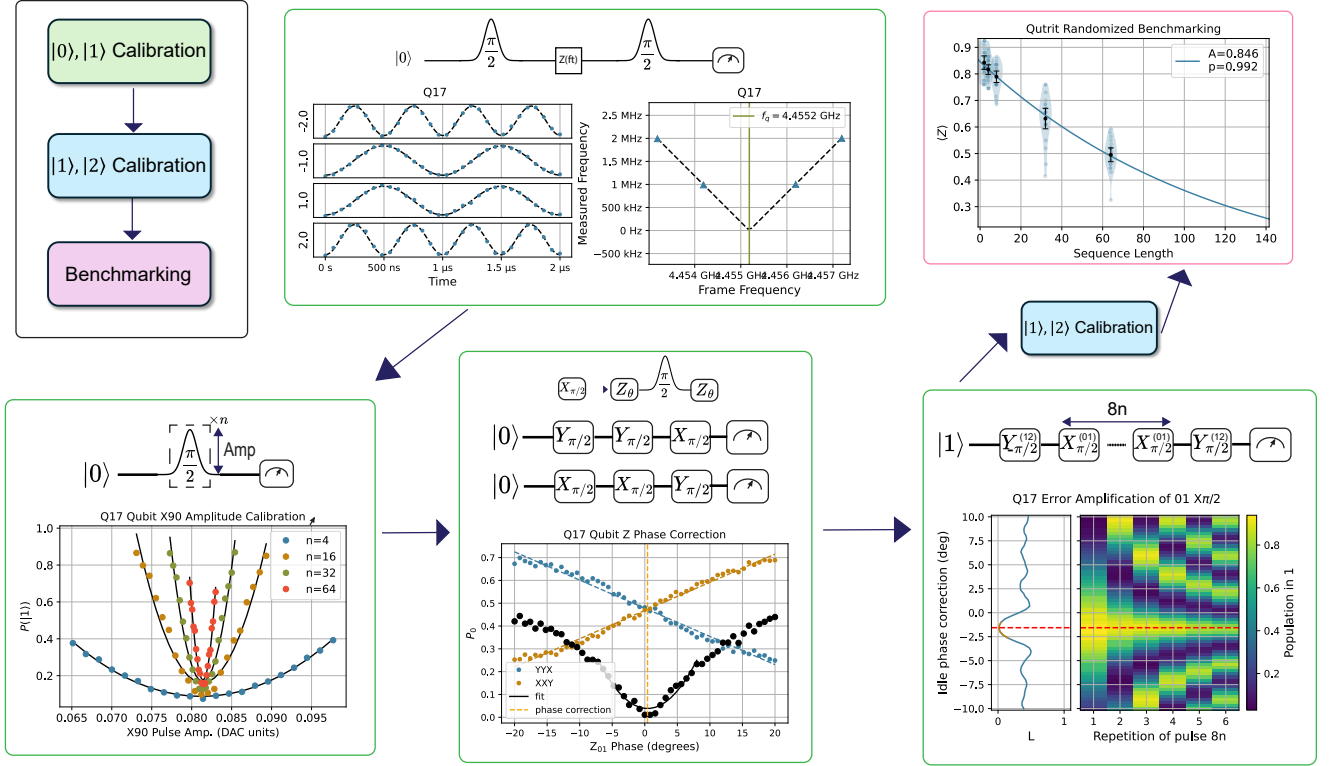 |0⟩, |1⟩ Calibration
|1⟩, |2⟩ Calibration
Benchmarking
|0⟩
π/2
Z(ft)
π/2
Q17
-2.0
-1.0
1.0
2.0
0 s 500 ns 1 μs 1.5 μs 2 μs
Time
Q17
Measured Frequency
2.5 MHz
2 MHz
2 MHz
1 MHz
500 kHz
0 Hz
−500 kHz
f_q = 4.4552 GHz
4.454 GHz 4.455 GHz 4.456 GHz 4.457 GHz
Frame Frequency
Qutrit Randomized Benchmarking
A=0.846
p=0.992
⟨Z⟩
0.9
0.8
0.7
0.6
0.5
0.4
0.3
0 20 40 60 80 100 120 140
Sequence Length
|1⟩, |2⟩ Calibration
×n
Amp
π/2
|0⟩
Q17 Qubit X90 Amplitude Calibration
n=4
n=16
n=32
n=64
P(|1⟩)
1.0
0.8
0.6
0.4
0.2
0.065 0.070 0.075 0.080 0.085 0.090 0.095
X90 Pulse Amp. (DAC units)
X_π/2 Z_θ π/2 Z_θ
|0⟩ Y_π/2 Y_π/2 X_π/2
|0⟩ X_π/2 X_π/2 Y_π/2
Q17 Qubit Z Phase Correction
P_0
0.7
0.6
0.5
0.4
0.3
0.2
0.1
0.0
YYX
XXY
fit
phase correction
−20 −15 −10 −5 0 5 10 15 20
Z_01 Phase (degrees)
8n
|1⟩ Y_-π/2^(12) X_π/2^(01) X_π/2^(01) Y_π/2^(12)
Q17 Error Amplification of 01 Xπ/2
Idle phase correction (deg)
10.0
7.5
5.0
2.5
0.0
−2.5
−5.0
−7.5
−10.0
0 1
L
1 2 3 4 5 6
Repetition of pulse 8n
0.8
0.6
0.4
0.2
Population in 1